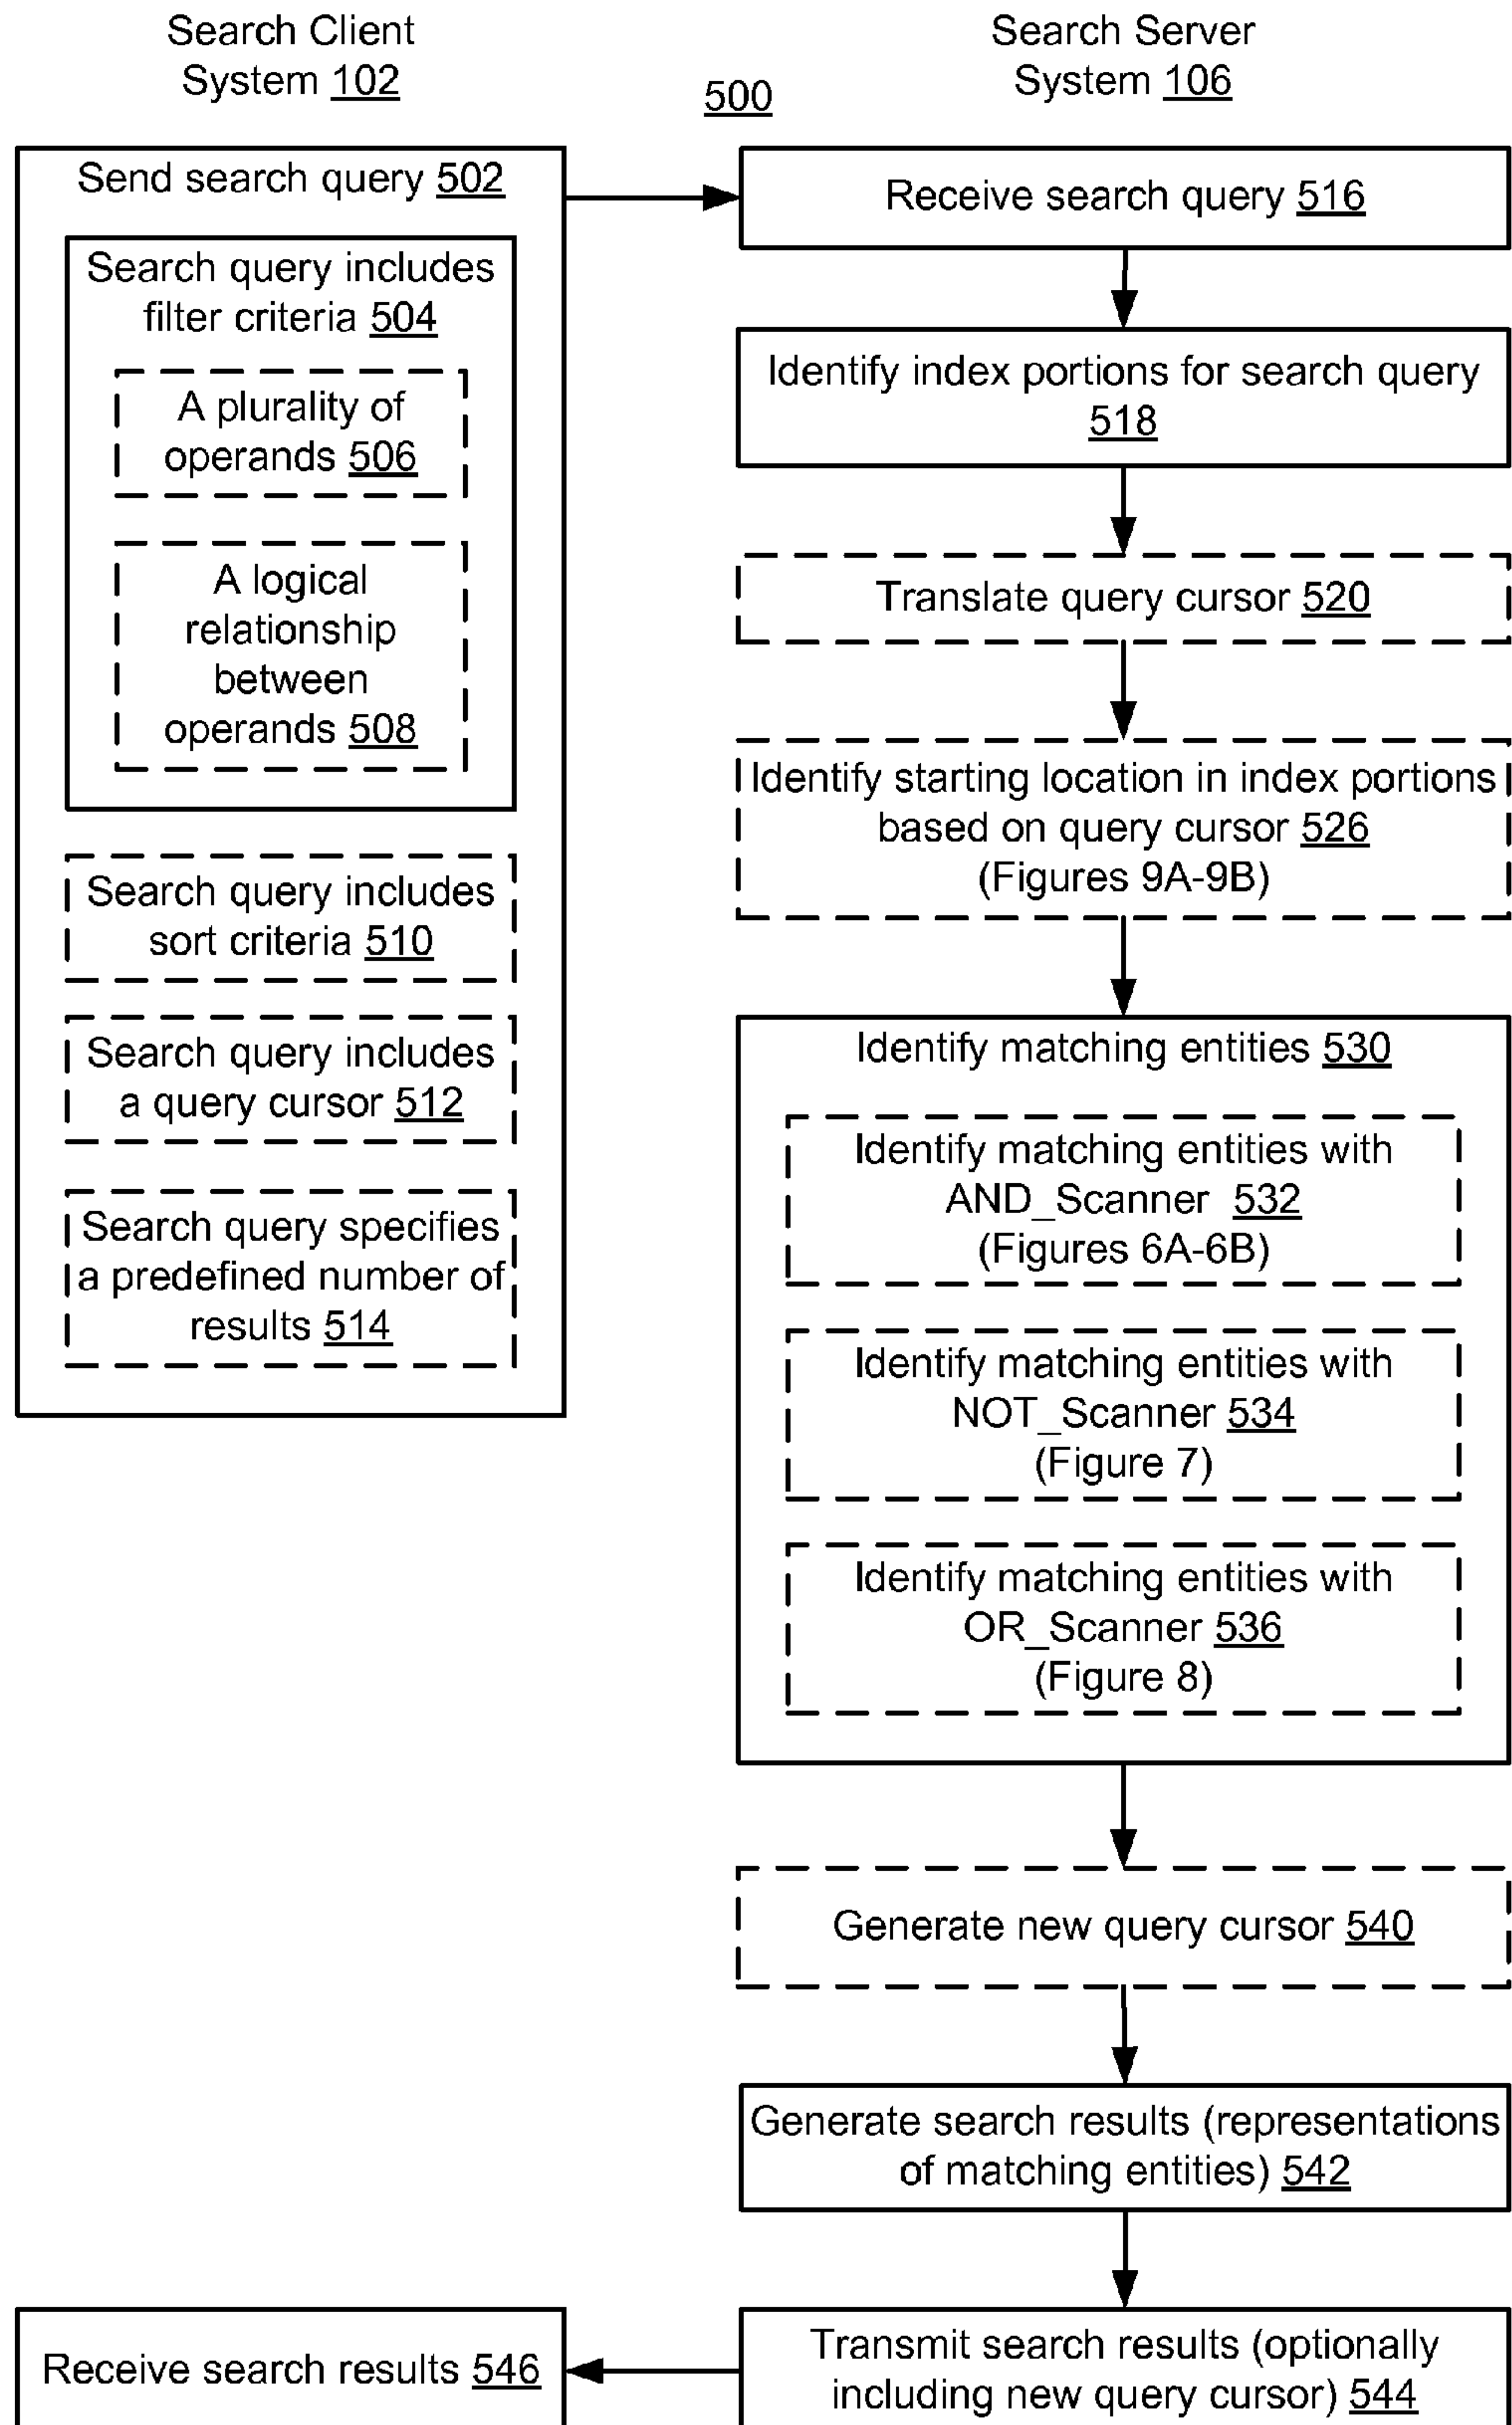 Search Client
System 102
Search Server
System 106
500
Send search query 502
Search query includes
filter criteria 504
A plurality of
operands 506
A logical
relationship
between
operands 508
Search query includes
sort criteria 510
Search query includes
a query cursor 512
Search query specifies
a predefined number of
results 514
Receive search query 516
Identify index portions for search query
518
Translate query cursor 520
Identify starting location in index portions
based on query cursor 526
(Figures 9A-9B)
Identify matching entities 530
Identify matching entities with
AND_Scanner 532
(Figures 6A-6B)
Identify matching entities with
NOT_Scanner 534
(Figure 7)
Identify matching entities with
OR_Scanner 536
(Figure 8)
Generate new query cursor 540
Generate search results (representations
of matching entities) 542
Transmit search results (optionally
including new query cursor) 544
Receive search results 546